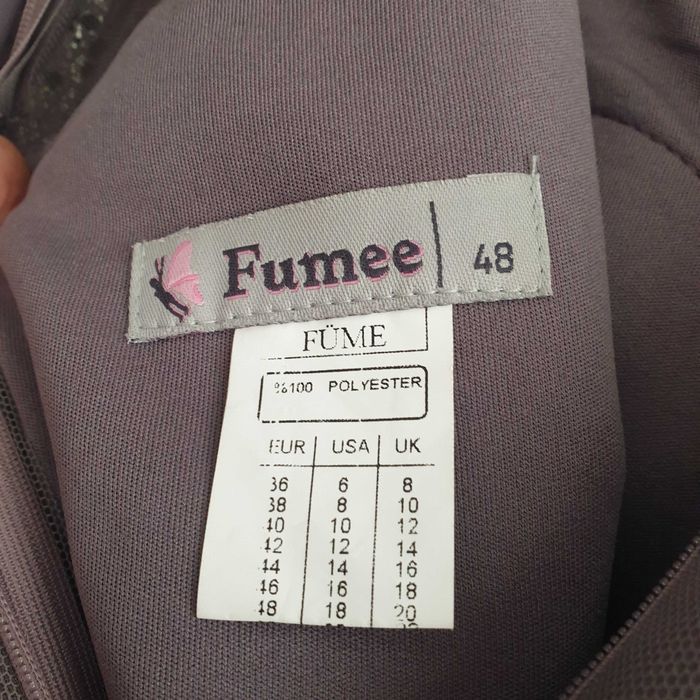 Fumee 48
FÜME
%100 POLYESTER
EUR USA UK
36 6 8
38 8 10
40 10 12
42 12 14
44 14 16
46 16 18
48 18 20